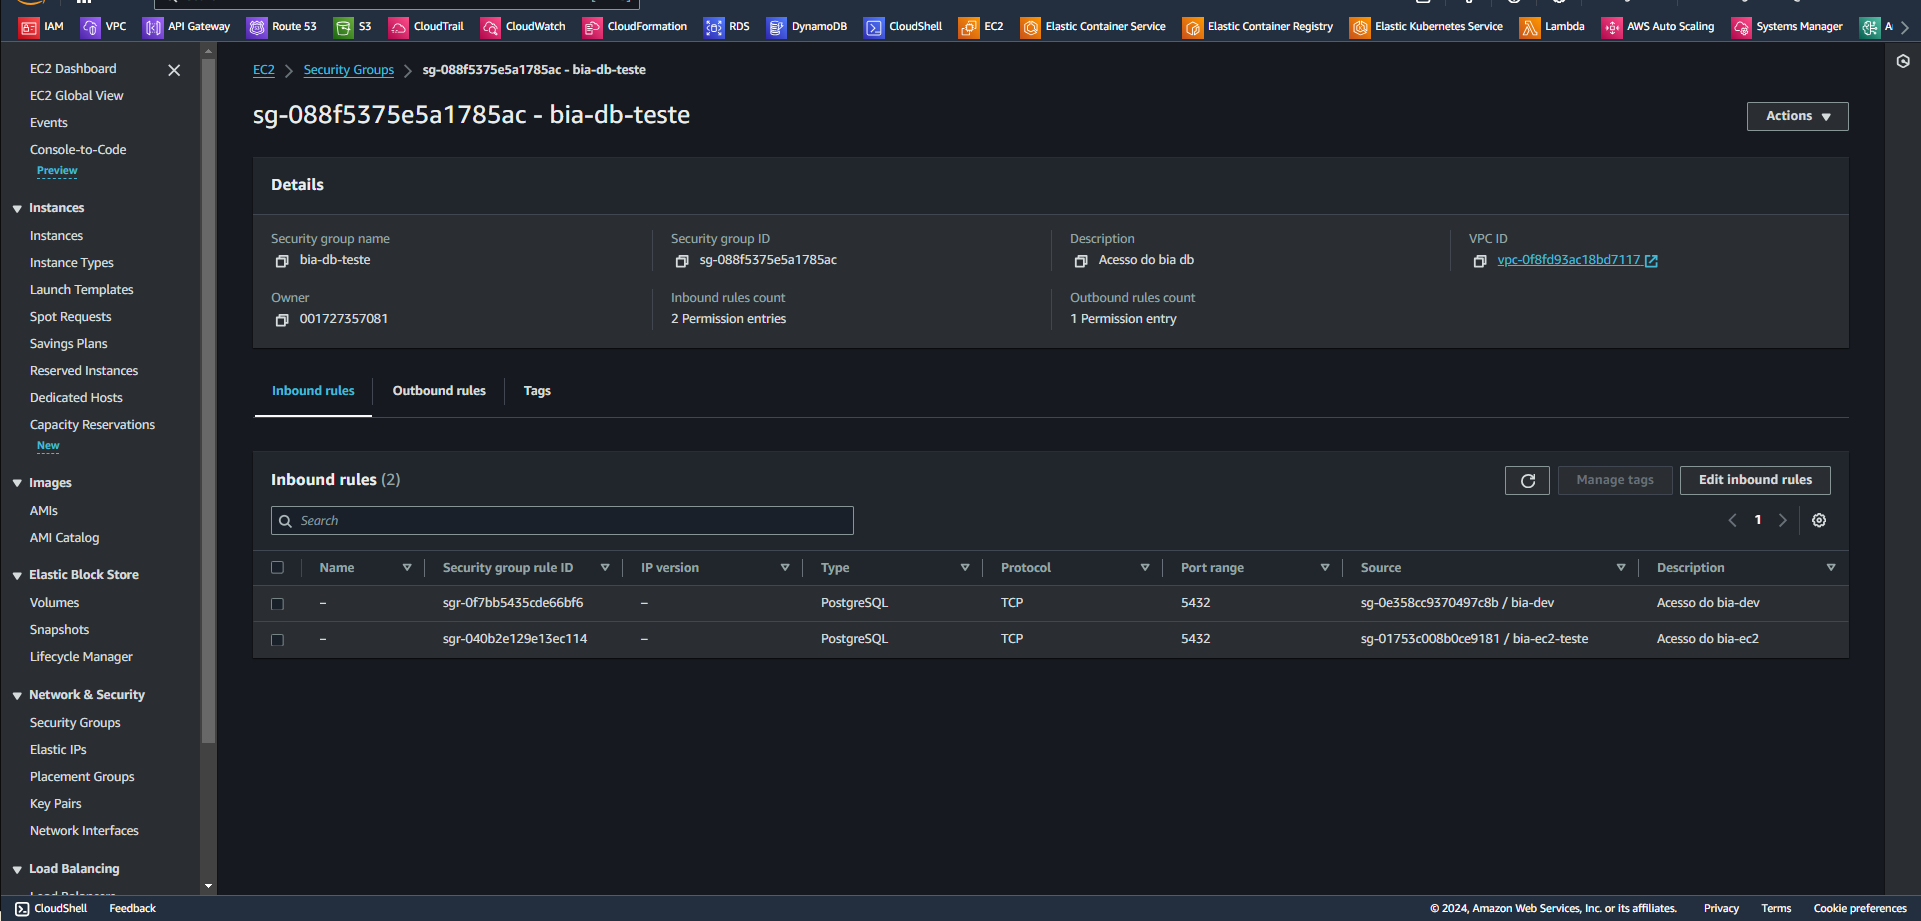 IAM VPC API Gateway Route 53 S3 CloudTrail CloudWatch CloudFormation RDS DynamoDB CloudShell EC2 Elastic Container Service Elastic Container Registry Elastic Kubernetes Service Lambda AWS Auto Scaling Systems Manager
EC2 Dashboard
EC2 Global View
Events
Console-to-Code
Preview
Instances
Instances
Instance Types
Launch Templates
Spot Requests
Savings Plans
Reserved Instances
Dedicated Hosts
Capacity Reservations
New
Images
AMIs
AMI Catalog
Elastic Block Store
Volumes
Snapshots
Lifecycle Manager
Network & Security
Security Groups
Elastic IPs
Placement Groups
Key Pairs
Network Interfaces
Load Balancing
EC2 Security Groups sg-088f5375e5a1785ac - bia-db-teste
sg-088f5375e5a1785ac - bia-db-teste
Actions
Details
Security group name Security group ID Description VPC ID
bia-db-teste sg-088f5375e5a1785ac Acesso do bia db vpc-0f8fd93ac18bd7117
Owner Inbound rules count Outbound rules count
001727357081 2 Permission entries 1 Permission entry
Inbound rules Outbound rules Tags
Inbound rules (2) Manage tags Edit inbound rules
Search 1
Name Security group rule ID IP version Type Protocol Port range Source Description
– sgr-0f7bb5435cde66bf6 – PostgreSQL TCP 5432 sg-0e358cc9370497c8b / bia-dev Acesso do bia-dev
– sgr-040b2e129e13ec114 – PostgreSQL TCP 5432 sg-01753c008b0ce9181 / bia-ec2-teste Acesso do bia-ec2
CloudShell Feedback © 2024, Amazon Web Services, Inc. or its affiliates. Privacy Terms Cookie preferences